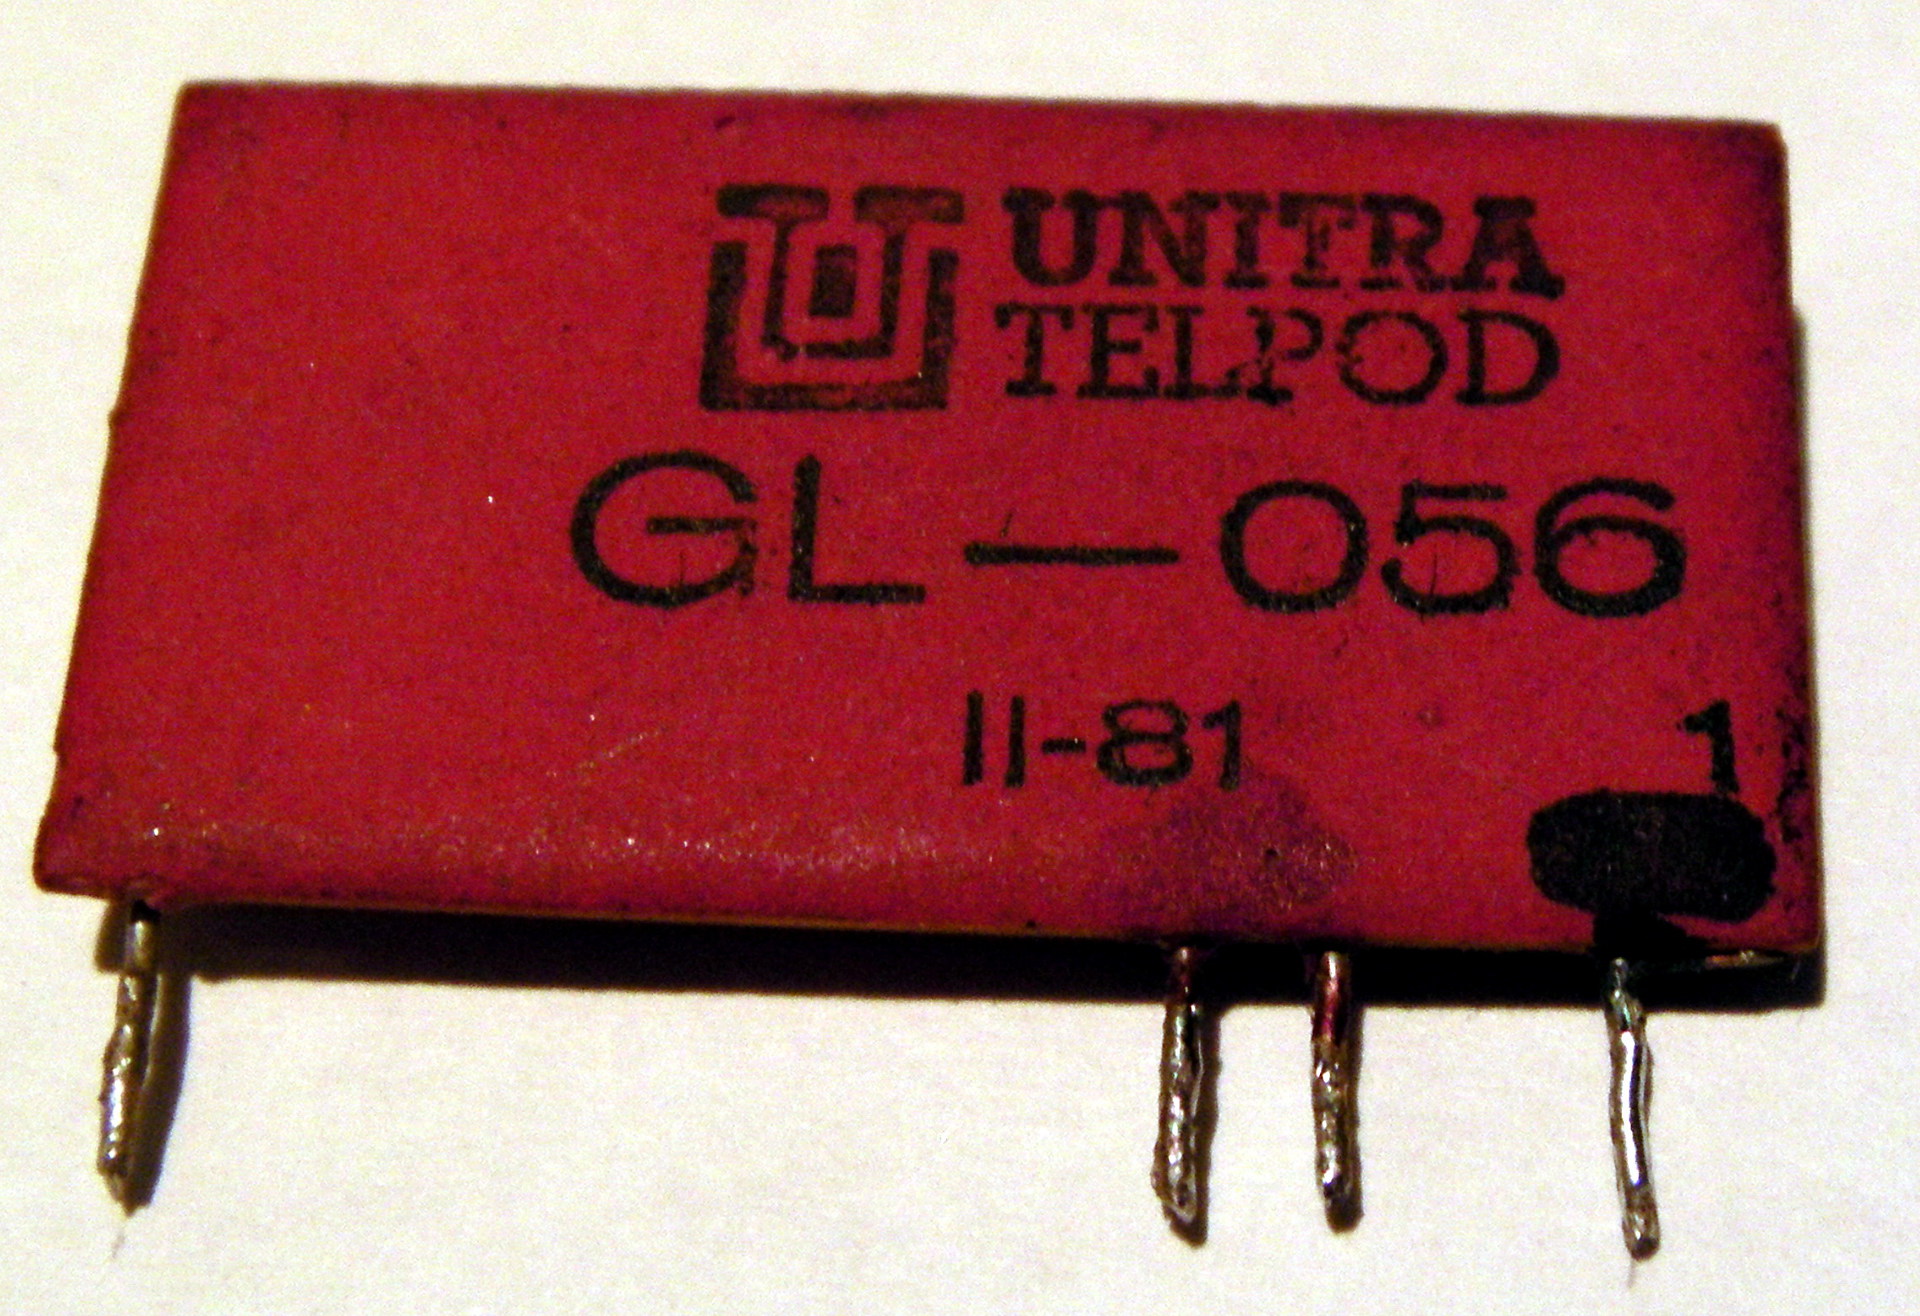 UNITRA
TELPOD
GL-056
II-81
1